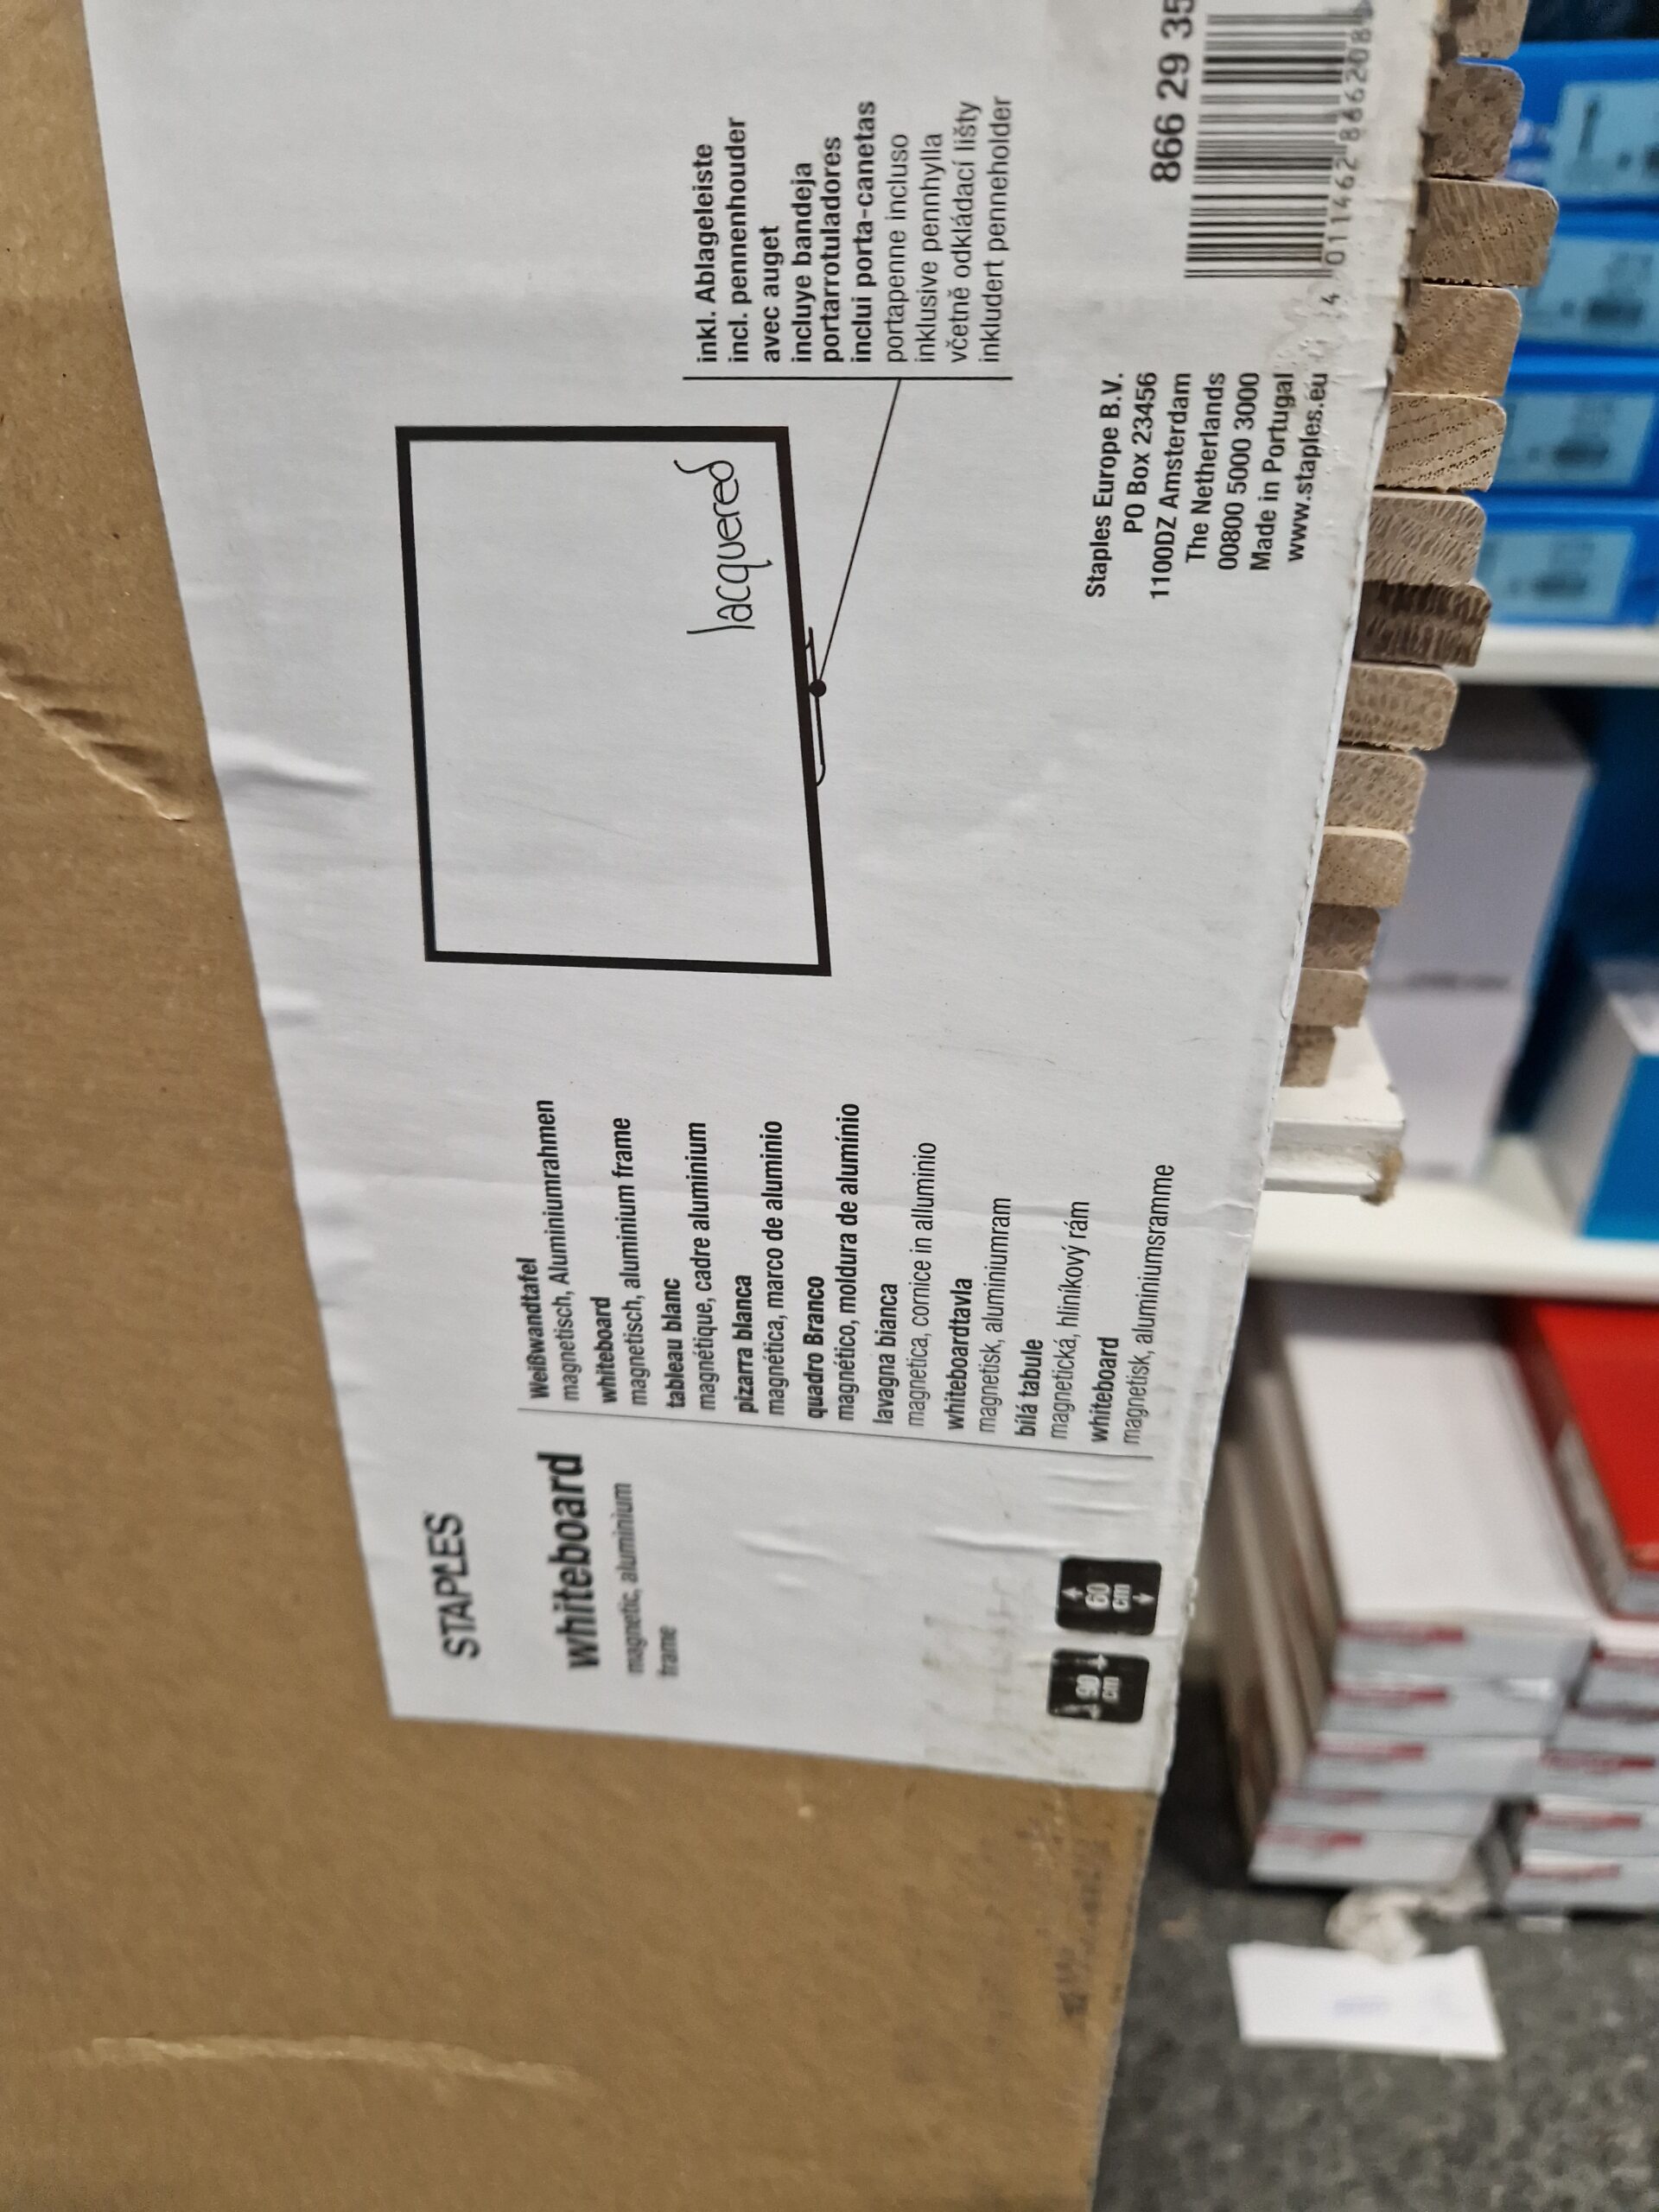 STAPLES
whiteboard
magnetic, aluminium
frame
90
cm
60
cm
Weißwandtafel
magnetisch, Aluminiumrahmen
whiteboard
magnetisch, aluminium frame
tableau blanc
magnétique, cadre aluminium
pizarra blanca
magnética, marco de aluminio
quadro Branco
magnético, moldura de alumínio
lavagna bianca
magnetica, cornice in alluminio
whiteboardtavla
magnetisk, aluminiumram
bílá tabule
magnetická, hliníkový rám
whiteboard
magnetisk, aluminiumsramme
lacquered
inkl. Ablageleiste
incl. pennenhouder
avec auget
incluye bandeja
portarrotuladores
inclui porta-canetas
portapenne incluso
inklusive pennhylla
včetně odkládací lišty
inkludert penneholder
Staples Europe B.V.
PO Box 23456
1100DZ Amsterdam
The Netherlands
00800 5000 3000
Made in Portugal
www.staples.eu
866 29 35
4 011462 866208